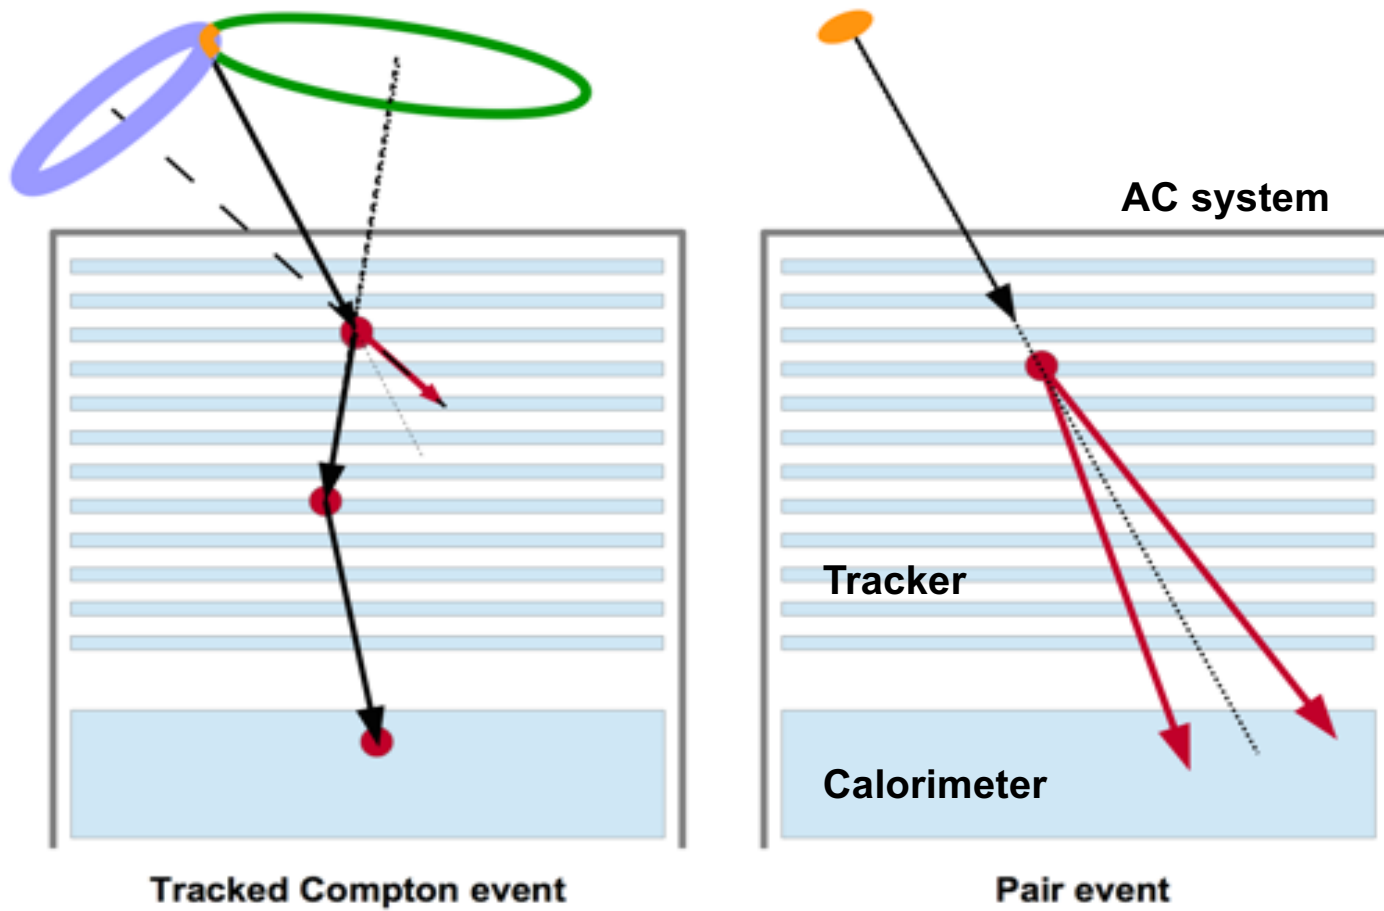 AC system
Tracker
Calorimeter
Tracked Compton event
Pair event